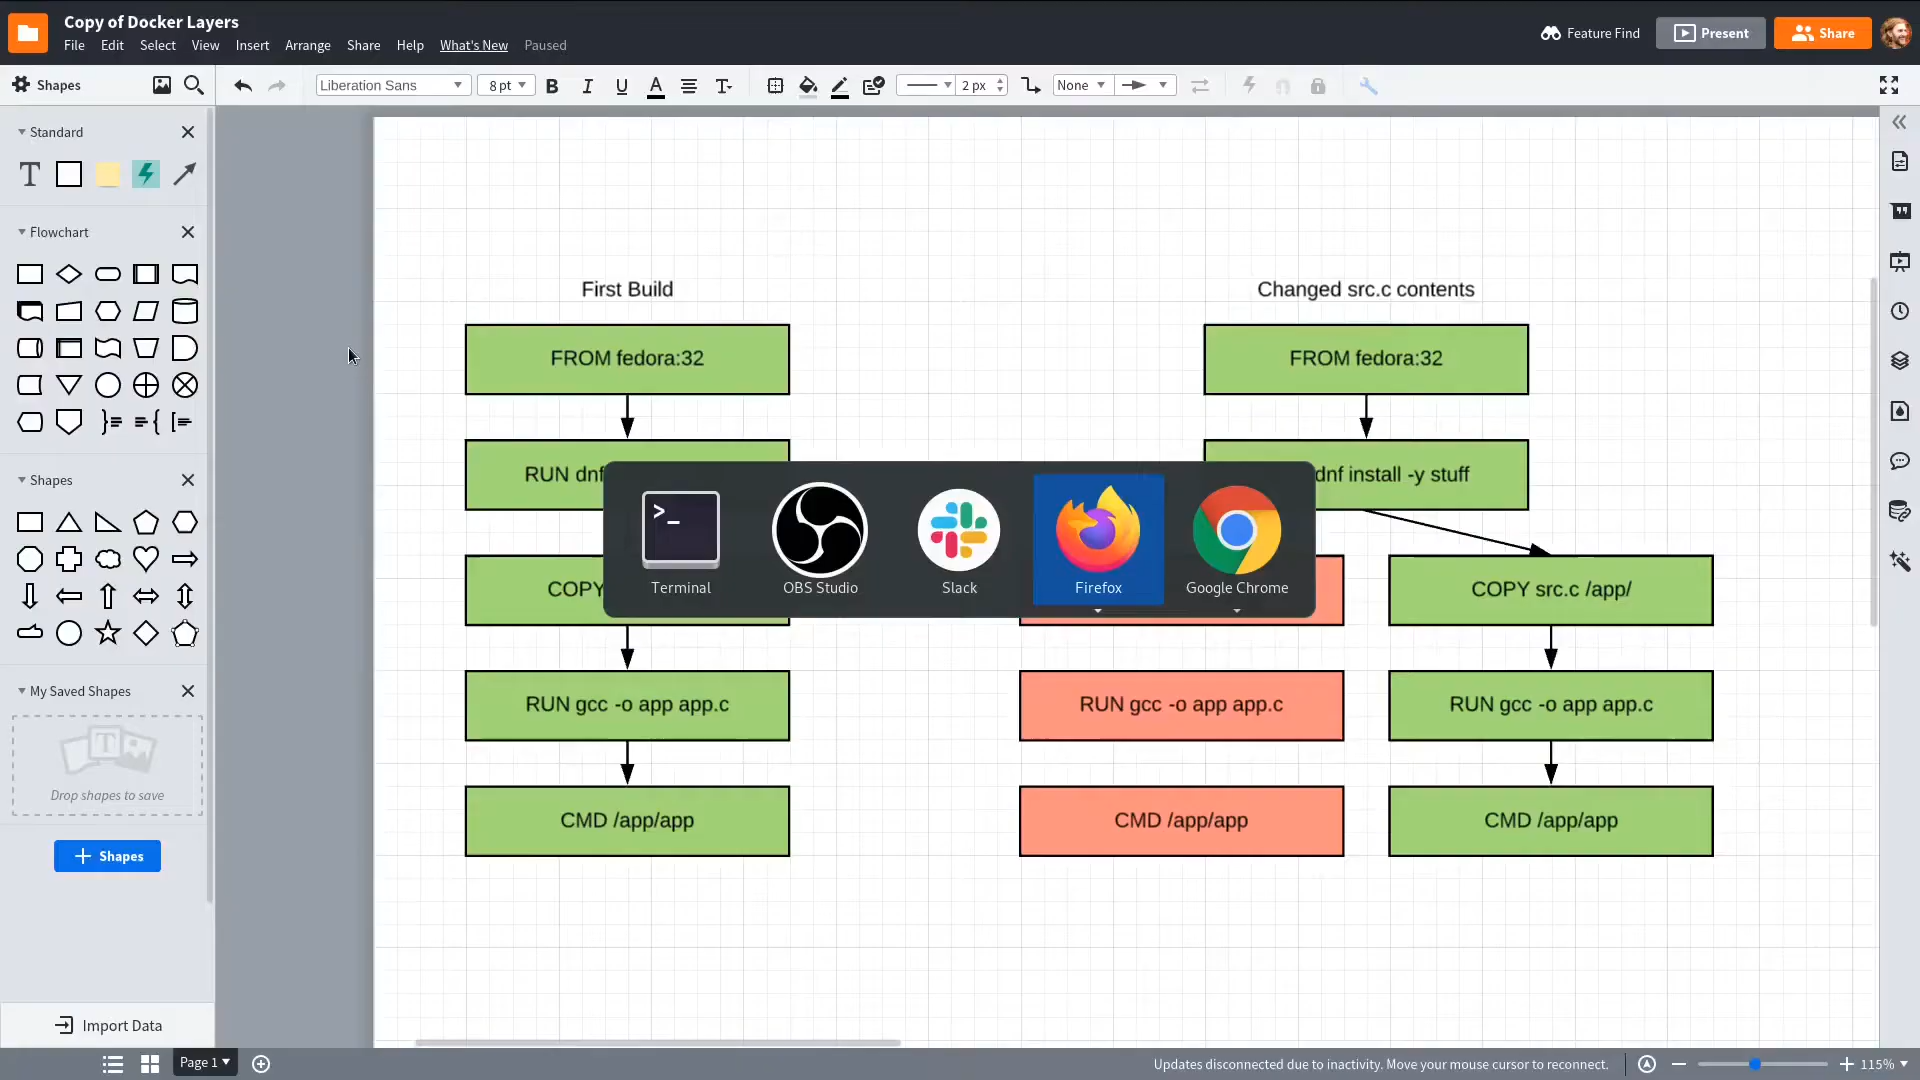 Copy of Docker Layers
File Edit Select View Insert Arrange Share Help What's New Paused
Feature Find
Present
Share
Shapes
Liberation Sans
8 pt
B I U A
2 px
None
Standard
T
Flowchart
Shapes
My Saved Shapes
T
Drop shapes to save
Shapes
Import Data
First Build
FROM fedora:32
RUN dnf
COPY
RUN gcc -o app app.c
CMD /app/app
Changed src.c contents
FROM fedora:32
dnf install -y stuff
COPY src.c /app/
RUN gcc -o app app.c
RUN gcc -o app app.c
CMD /app/app
CMD /app/app
>_
Terminal
OBS Studio
Slack
Firefox
Google Chrome
Page 1
Updates disconnected due to inactivity. Move your mouse cursor to reconnect.
115%